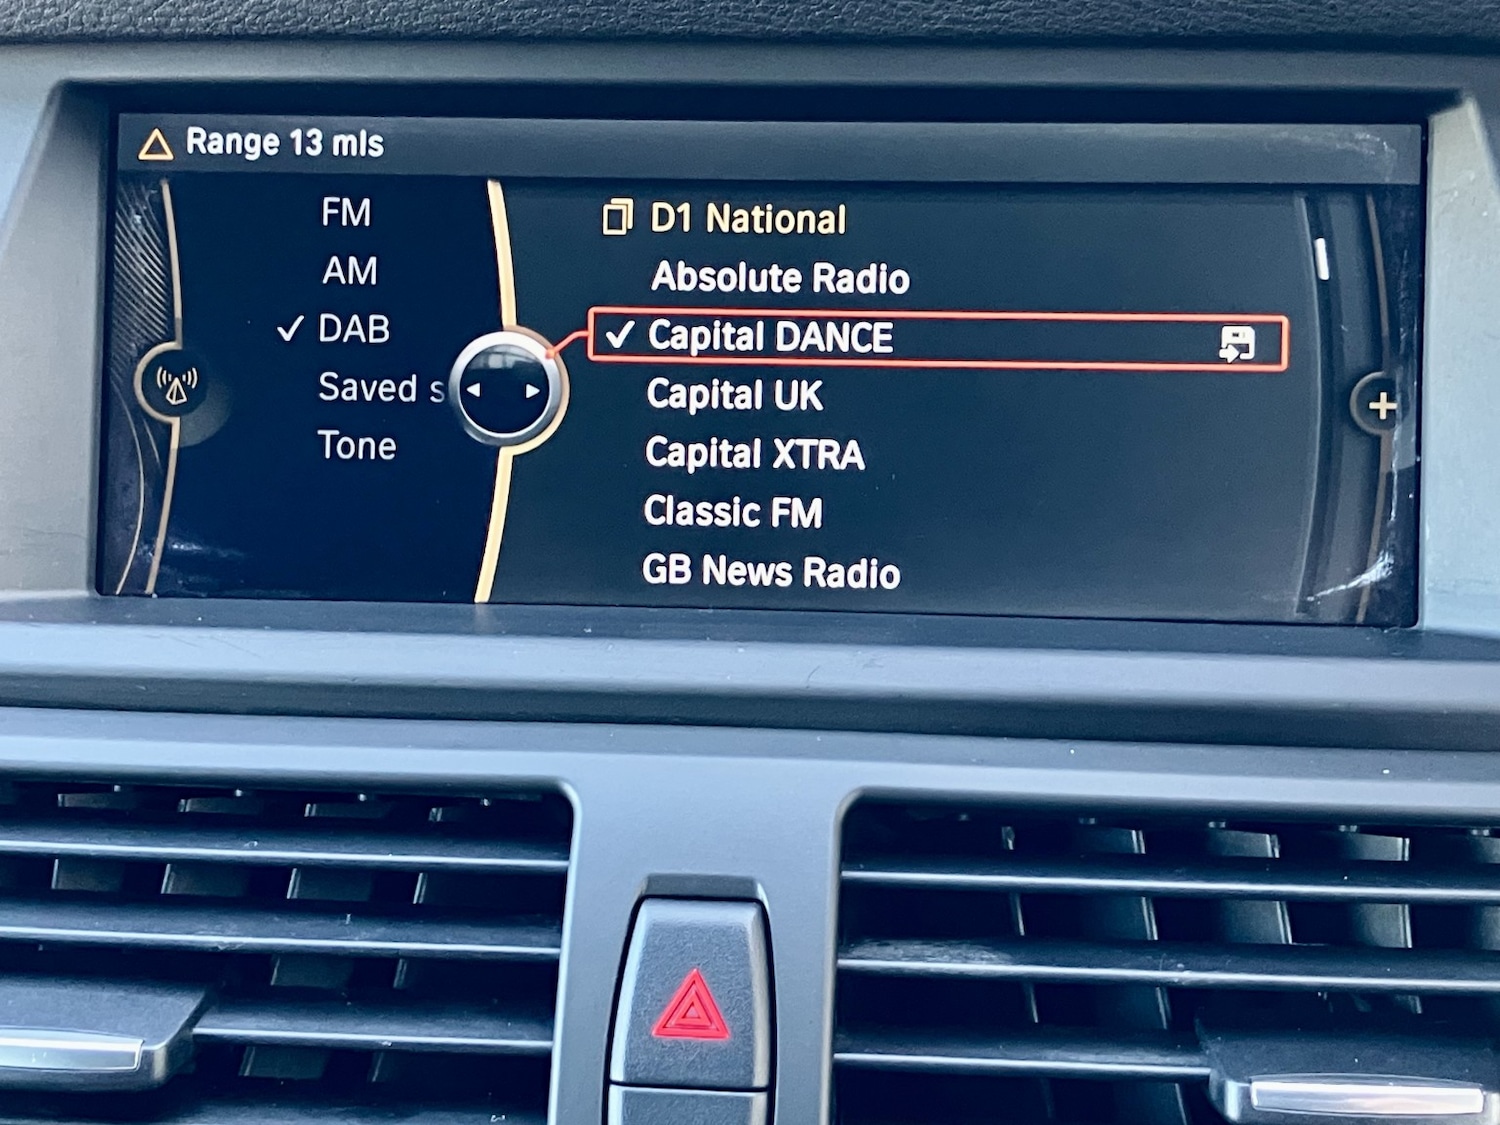 Range 13 mls
FM
AM
DAB
Saved s
Tone
D1 National
Absolute Radio
Capital DANCE
Capital UK
Capital XTRA
Classic FM
GB News Radio